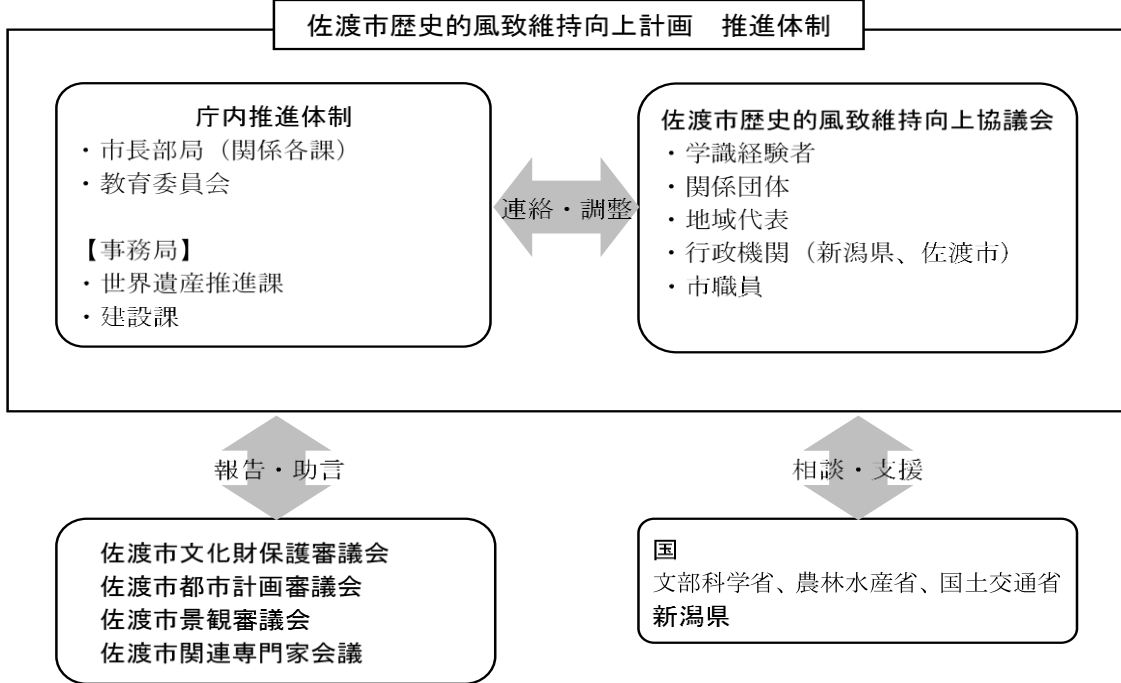 佐渡市歴史的風致維持向上計画　推進体制
庁内推進体制
・市長部局（関係各課）
・教育委員会
【事務局】
・世界遺産推進課
・建設課
連絡・調整
佐渡市歴史的風致維持向上協議会
・学識経験者
・関係団体
・地域代表
・行政機関（新潟県、佐渡市）
・市職員
報告・助言
相談・支援
佐渡市文化財保護審議会
佐渡市都市計画審議会
佐渡市景観審議会
佐渡市関連専門家会議
国
文部科学省、農林水産省、国土交通省
新潟県